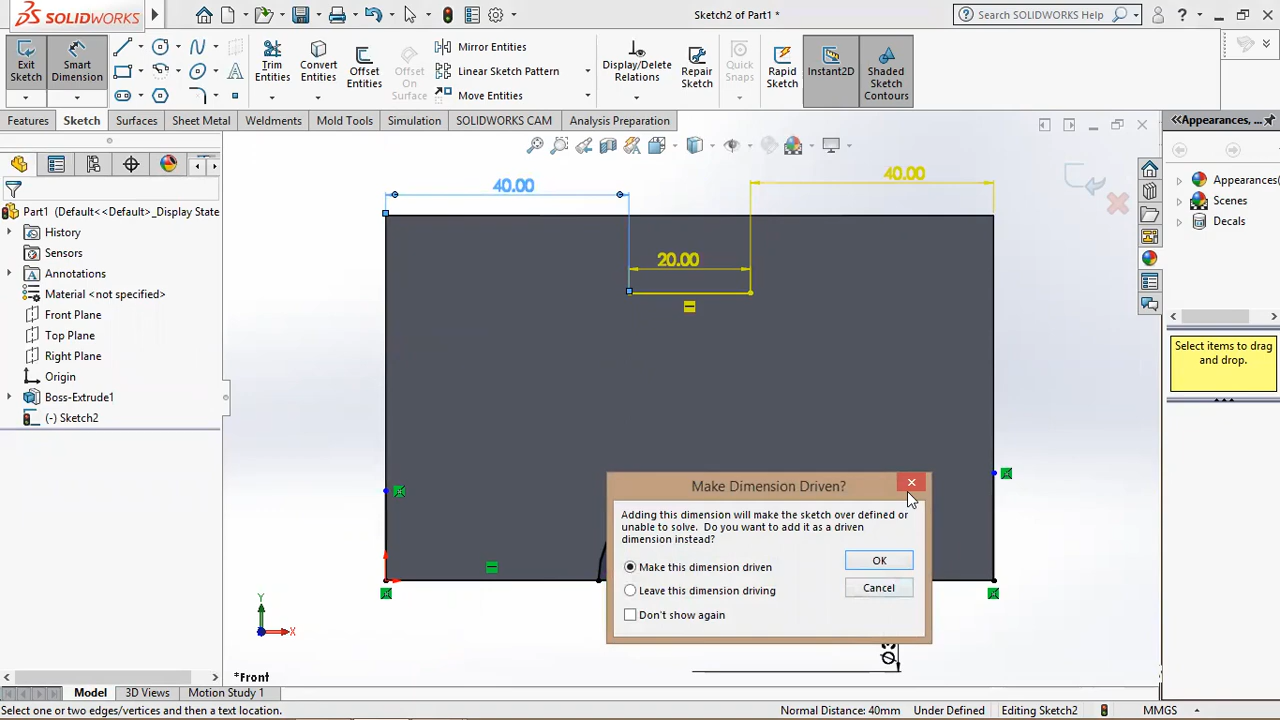 SOLIDWORKS
Sketch2 of Part1 *
Search SOLIDWORKS Help
?
Exit Sketch
Smart Dimension
Trim Entities
Convert Entities
Offset Entities
Offset On Surface
Mirror Entities
Linear Sketch Pattern
Move Entities
Display/Delete Relations
Repair Sketch
Quick Snaps
Rapid Sketch
Instant2D
Shaded Sketch Contours
Features
Sketch
Surfaces
Sheet Metal
Weldments
Mold Tools
Simulation
SOLIDWORKS CAM
Analysis Preparation
<<Appearances,
Part1 (Default<<Default>_Display State
History
Sensors
Annotations
Material <not specified>
Front Plane
Top Plane
Right Plane
Origin
Boss-Extrude1
(-) Sketch2
40.00
40.00
20.00
Appearances(
Scenes
Decals
Select items to drag
and drop.
Make Dimension Driven?
Adding this dimension will make the sketch over defined or
unable to solve. Do you want to add it as a driven
dimension instead?
Make this dimension driven
Leave this dimension driving
Don't show again
OK
Cancel
Y
X
*Front
Model
3D Views
Motion Study 1
Select one or two edges/vertices and then a text location.
Normal Distance: 40mm
Under Defined
Editing Sketch2
MMGS